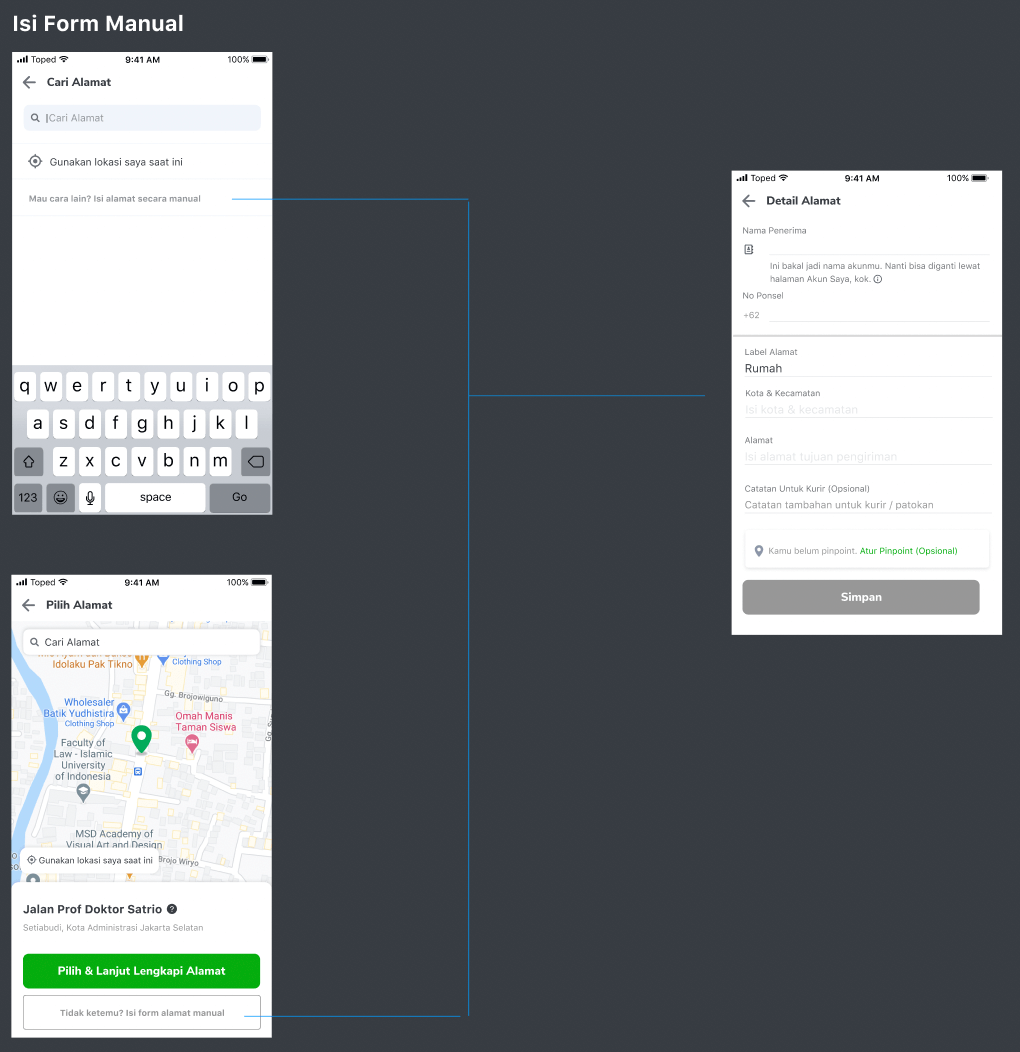 Isi Form Manual
Toped 9:41 AM 100%
Cari Alamat
Cari Alamat
Gunakan lokasi saya saat ini
Mau cara lain? Isi alamat secara manual
q w e r t y u i o p
a s d f g h j k l
z x c v b n m
123 space Go
Toped 9:41 AM 100%
Pilih Alamat
Cari Alamat
Idolaku Pak Tikno
Clothing Shop
Gg. Brojowiguno
Wholesaler
Batik Yudhistira
Clothing Shop
Omah Manis
Taman Siswa
Faculty of
Law - Islamic
University
of Indonesia
MSD Academy of
Visual Art and Design
Gunakan lokasi saya saat ini
Brojo Wiryo
Jalan Prof Doktor Satrio
Setiabudi, Kota Administrasi Jakarta Selatan
Pilih & Lanjut Lengkapi Alamat
Tidak ketemu? Isi form alamat manual
Toped 9:41 AM 100%
Detail Alamat
Nama Penerima
Ini bakal jadi nama akunmu. Nanti bisa diganti lewat
halaman Akun Saya, kok.
No Ponsel
+62
Label Alamat
Rumah
Kota & Kecamatan
Isi kota & kecamatan
Alamat
Isi alamat tujuan pengiriman
Catatan Untuk Kurir (Opsional)
Catatan tambahan untuk kurir / patokan
Kamu belum pinpoint. Atur Pinpoint (Opsional)
Simpan